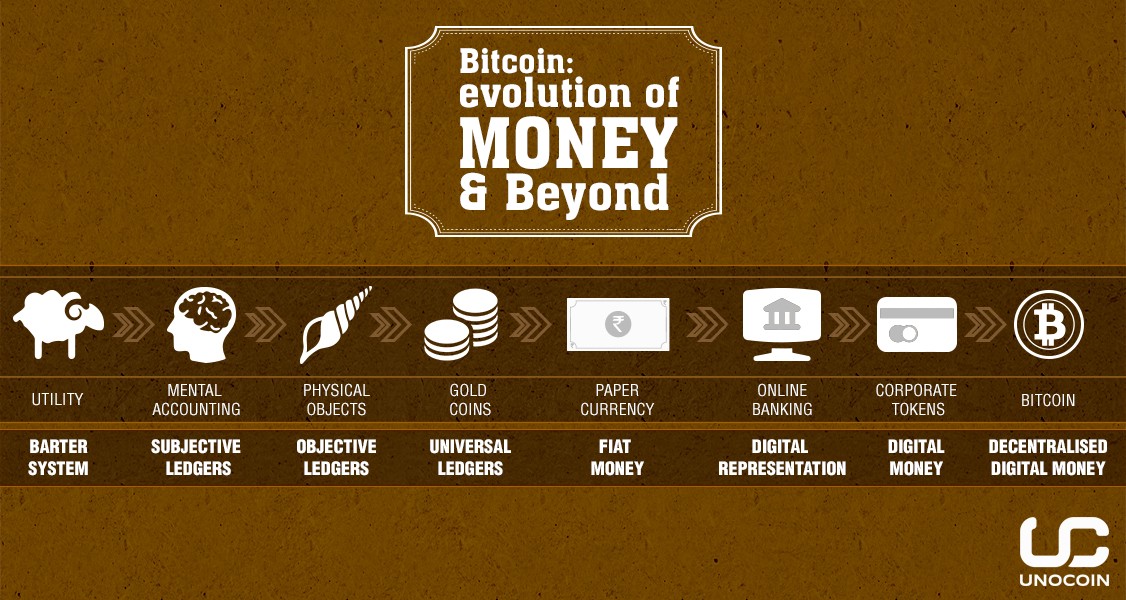 Bitcoin:
evolution of
MONEY
& Beyond
₹
UTILITY
MENTAL
ACCOUNTING
PHYSICAL
OBJECTS
GOLD
COINS
PAPER
CURRENCY
ONLINE
BANKING
CORPORATE
TOKENS
BITCOIN
BARTER
SYSTEM
SUBJECTIVE
LEDGERS
OBJECTIVE
LEDGERS
UNIVERSAL
LEDGERS
FIAT
MONEY
DIGITAL
REPRESENTATION
DIGITAL
MONEY
DECENTRALISED
DIGITAL MONEY
UC
UNOCOIN